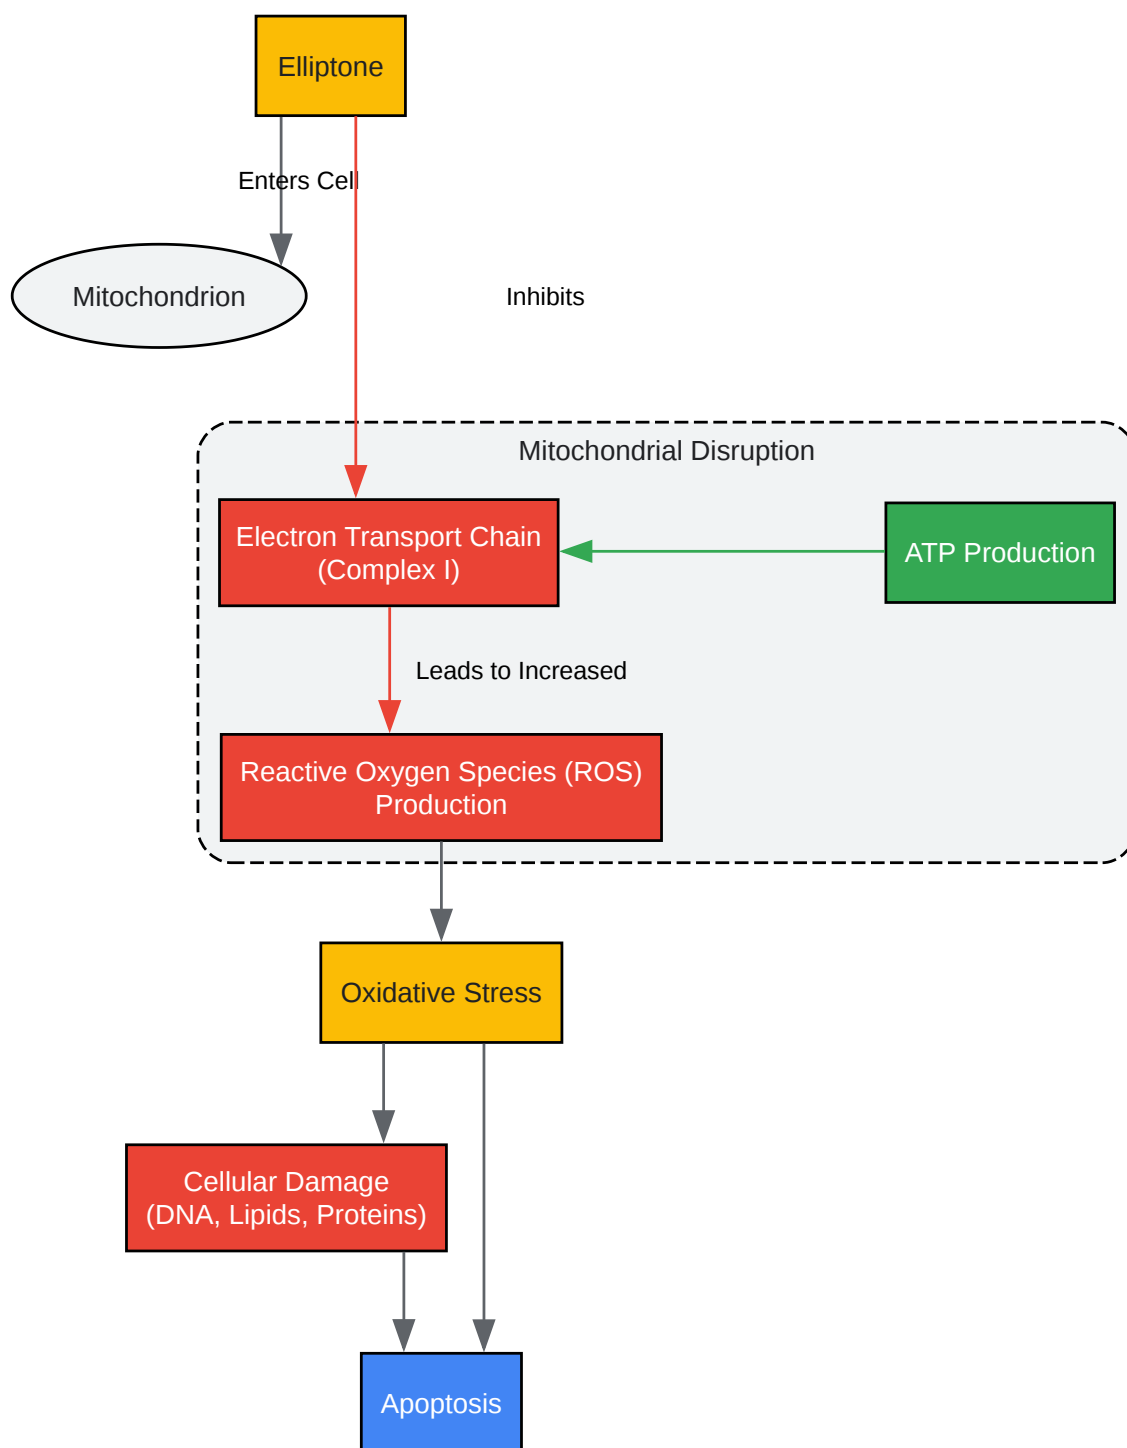 Elliptone
Enters Cell
Mitochondrion
Inhibits
Mitochondrial Disruption
Electron Transport Chain
(Complex I)
ATP Production
Leads to Increased
Reactive Oxygen Species (ROS)
Production
Oxidative Stress
Cellular Damage
(DNA, Lipids, Proteins)
Apoptosis